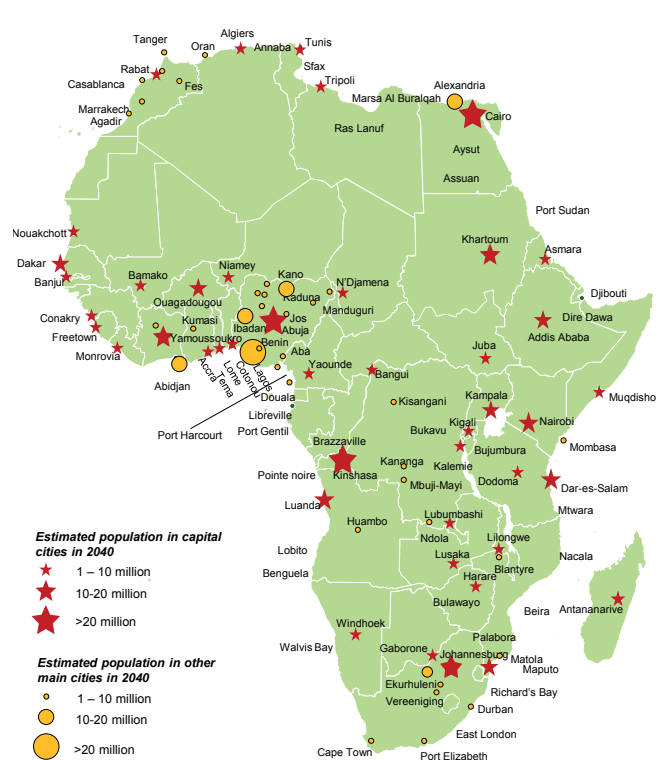 Algiers
Tanger
Oran
Annaba
Tunis
Sfax
Rabat
Tripoli
Casablanca
Fes
Alexandria
Marsa Al Buralqah
Marrakech
Agadir
Cairo
Ras Lanuf
Aysut
Assuan
Port Sudan
Nouakchott
Khartoum
Asmara
Dakar
Niamey
Banjur
Bamako
Kano
N'Djamena
Djibouti
Ouagadougou
Kaduna
Manduguri
Conakry
Kumasi
Jos
Dire Dawa
Freetown
Ibadan
Abuja
Addis Ababa
Yamoussoukro
Benin
Juba
Monrovia
Aba
Accra
Tema
Lome
Cotonou
Lagos
Yaounde
Bangui
Abidjan
Muqdisho
Douala
Kisangani
Kampala
Libreville
Kigali
Nairobi
Port Harcourt
Port Gentil
Bukavu
Brazzaville
Bujumbura
Mombasa
Kananga
Kalemie
Pointe noire
Kinshasa
Mbuji-Mayi
Dodoma
Dar-es-Salam
Luanda
Mtwara
Lubumbashi
Huambo
Ndola
Lilongwe
Lobito
Lusaka
Nacala
Benguela
Blantyre
Harare
Bulawayo
Beira
Antananarive
Windhoek
Palabora
Walvis Bay
Gaborone
Johannesburg
Matola
Maputo
Ekurhuleni
Richard's Bay
Vereeniging
Durban
East London
Cape Town
Port Elizabeth
Estimated population in capital
cities in 2040
1 – 10 million
10-20 million
>20 million
Estimated population in other
main cities in 2040
1 – 10 million
10-20 million
>20 million